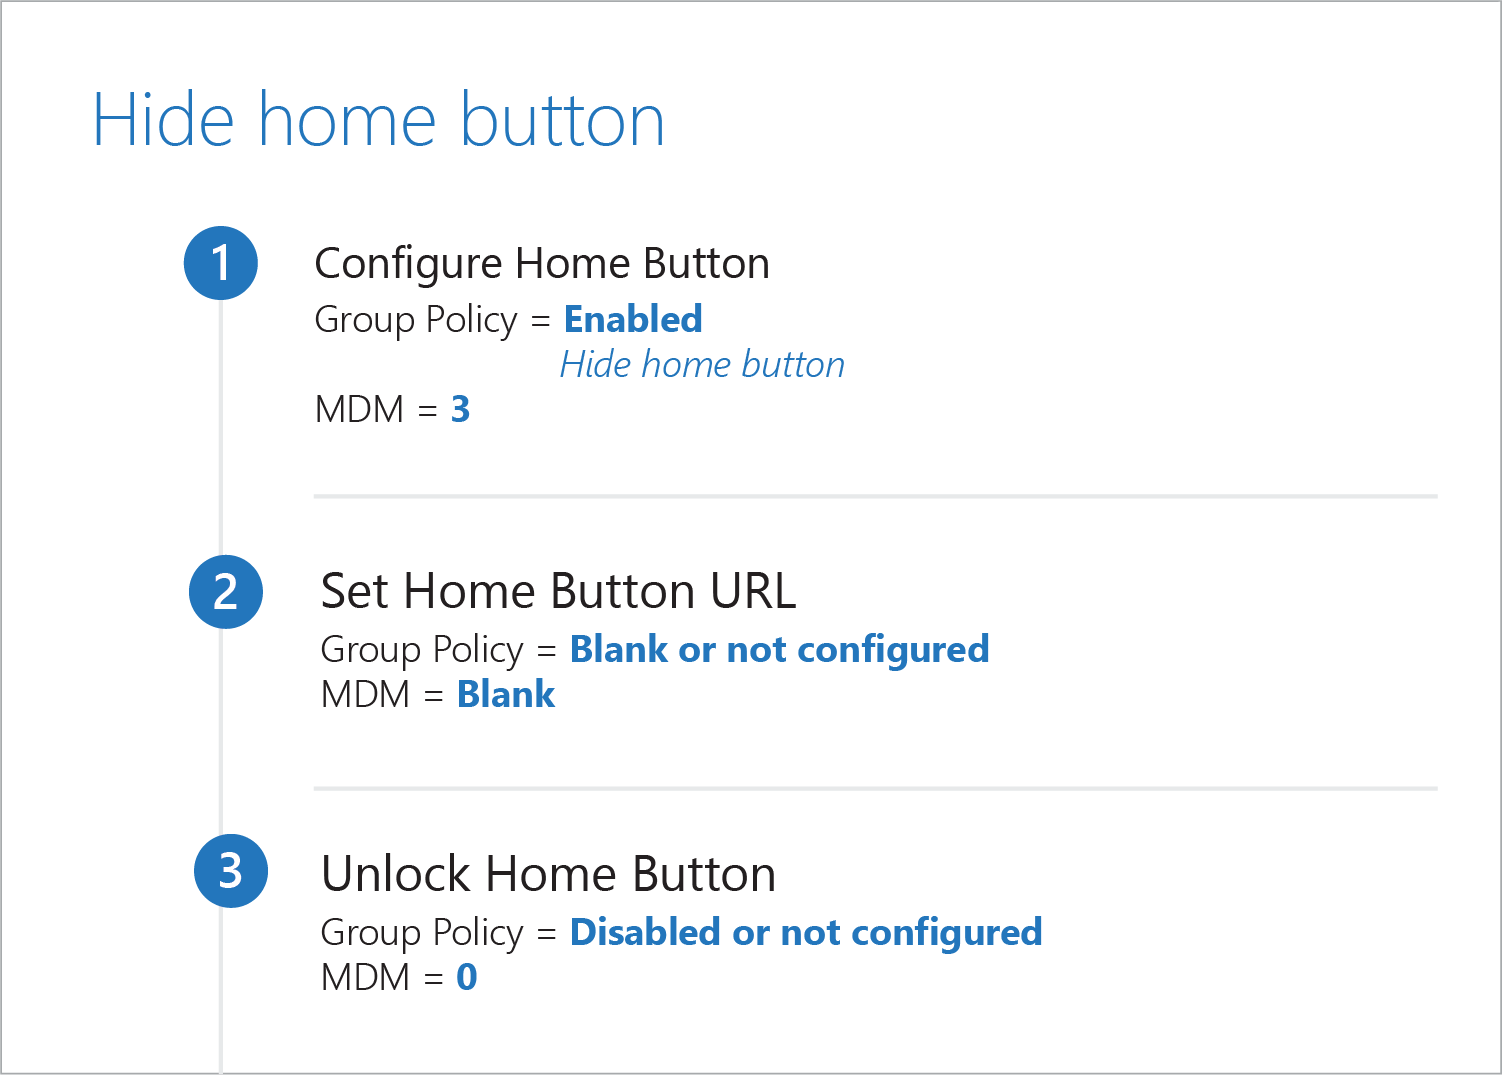 Hide home button
1
Configure Home Button
Group Policy = Enabled
Hide home button
MDM = 3
2
Set Home Button URL
Group Policy = Blank or not configured
MDM = Blank
3
Unlock Home Button
Group Policy = Disabled or not configured
MDM = 0